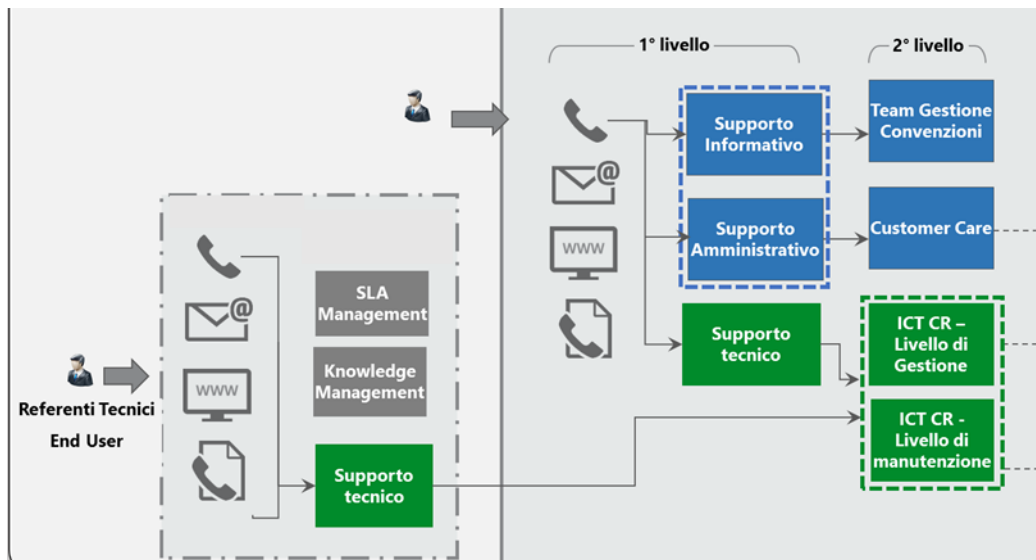 1° livello
2° livello
Supporto
Informativo
Team Gestione
Convenzioni
@
www
Supporto
Amministrativo
Customer Care
Supporto
tecnico
ICT CR –
Livello di
Gestione
ICT CR -
Livello di
manutenzione
@
www
SLA
Management
Knowledge
Management
Supporto
tecnico
Referenti Tecnici
End User